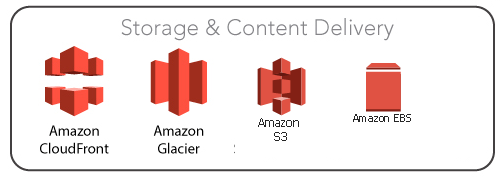 Storage & Content Delivery
Amazon
CloudFront
Amazon
Glacier
Amazon
S3
Amazon EBS